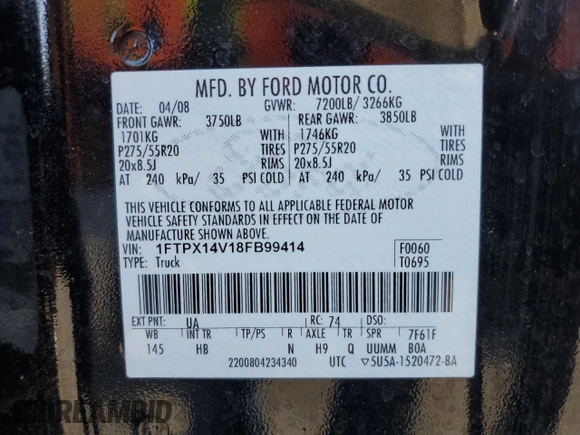 MFD. BY FORD MOTOR CO.
DATE: 04/08 GVWR: 7200LB/ 3266KG
FRONT GAWR: 3750LB REAR GAWR: 3850LB
1701KG WITH 1746KG WITH
P275/55R20 TIRES P275/55R20 TIRES
20x8.5J RIMS 20x8.5J RIMS
AT 240 kPa/ 35 PSI COLD AT 240 kPa/ 35 PSI COLD
THIS VEHICLE CONFORMS TO ALL APPLICABLE FEDERAL MOTOR
VEHICLE SAFETY STANDARDS IN EFFECT ON THE DATE OF
MANUFACTURE SHOWN ABOVE.
VIN: 1FTPX14V18FB99414 F0060
TYPE: Truck T0695
EXT PNT: UA RC: 74 DSO:
WB INT TR TP/PS R AXLE TR SPR 7F61F
145 HB N H9 Q UUMM BOA
2200804234340 UTC 5U5A-1520472-BA
DREAMBID